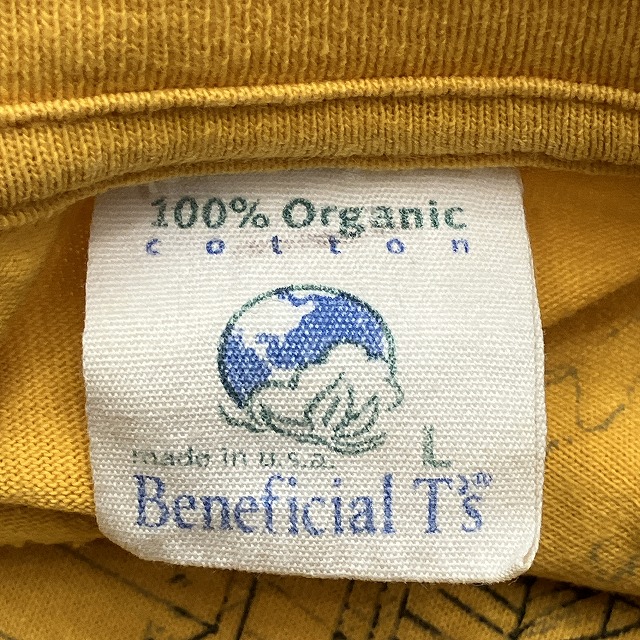 100% Organic
cotton
made in u.s.a.
L
Beneficial T's®